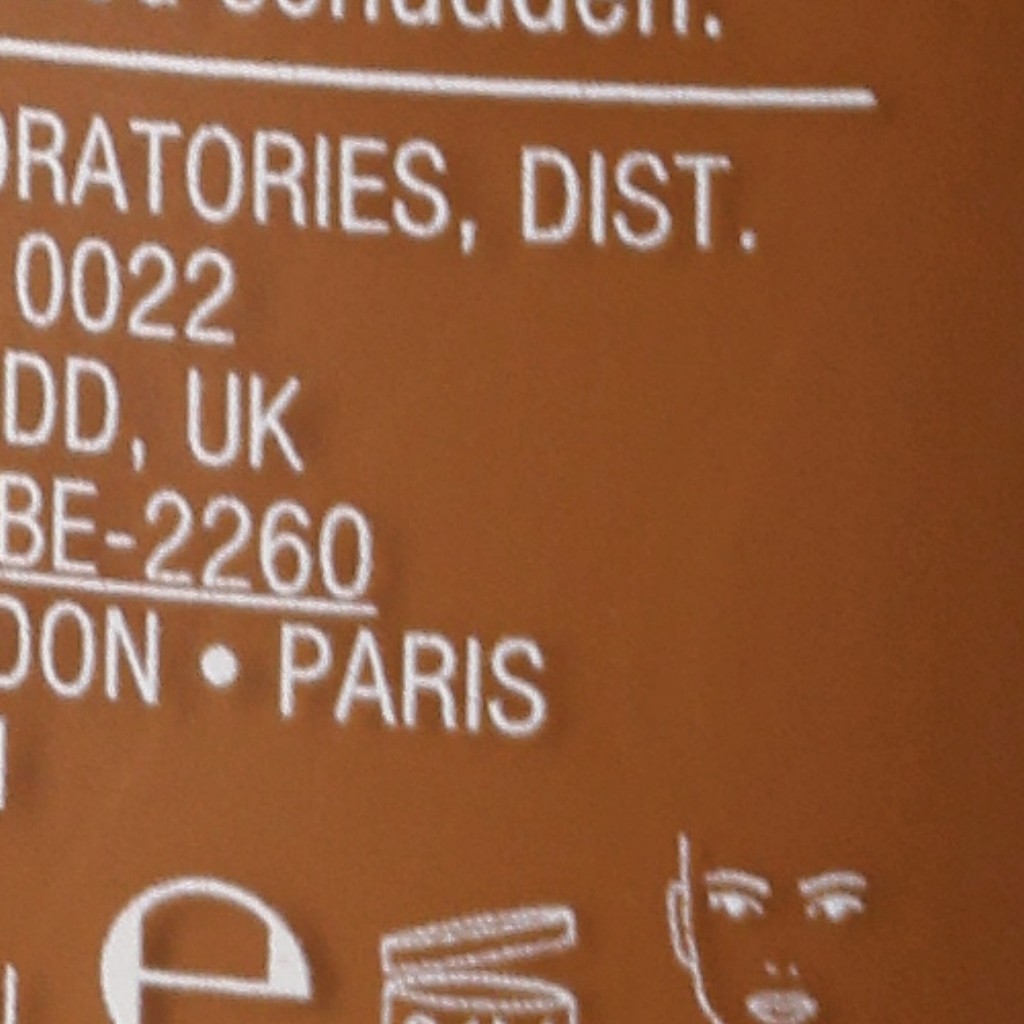 ORATORIES, DIST.
0022
DD, UK
BE-2260
DON • PARIS
e